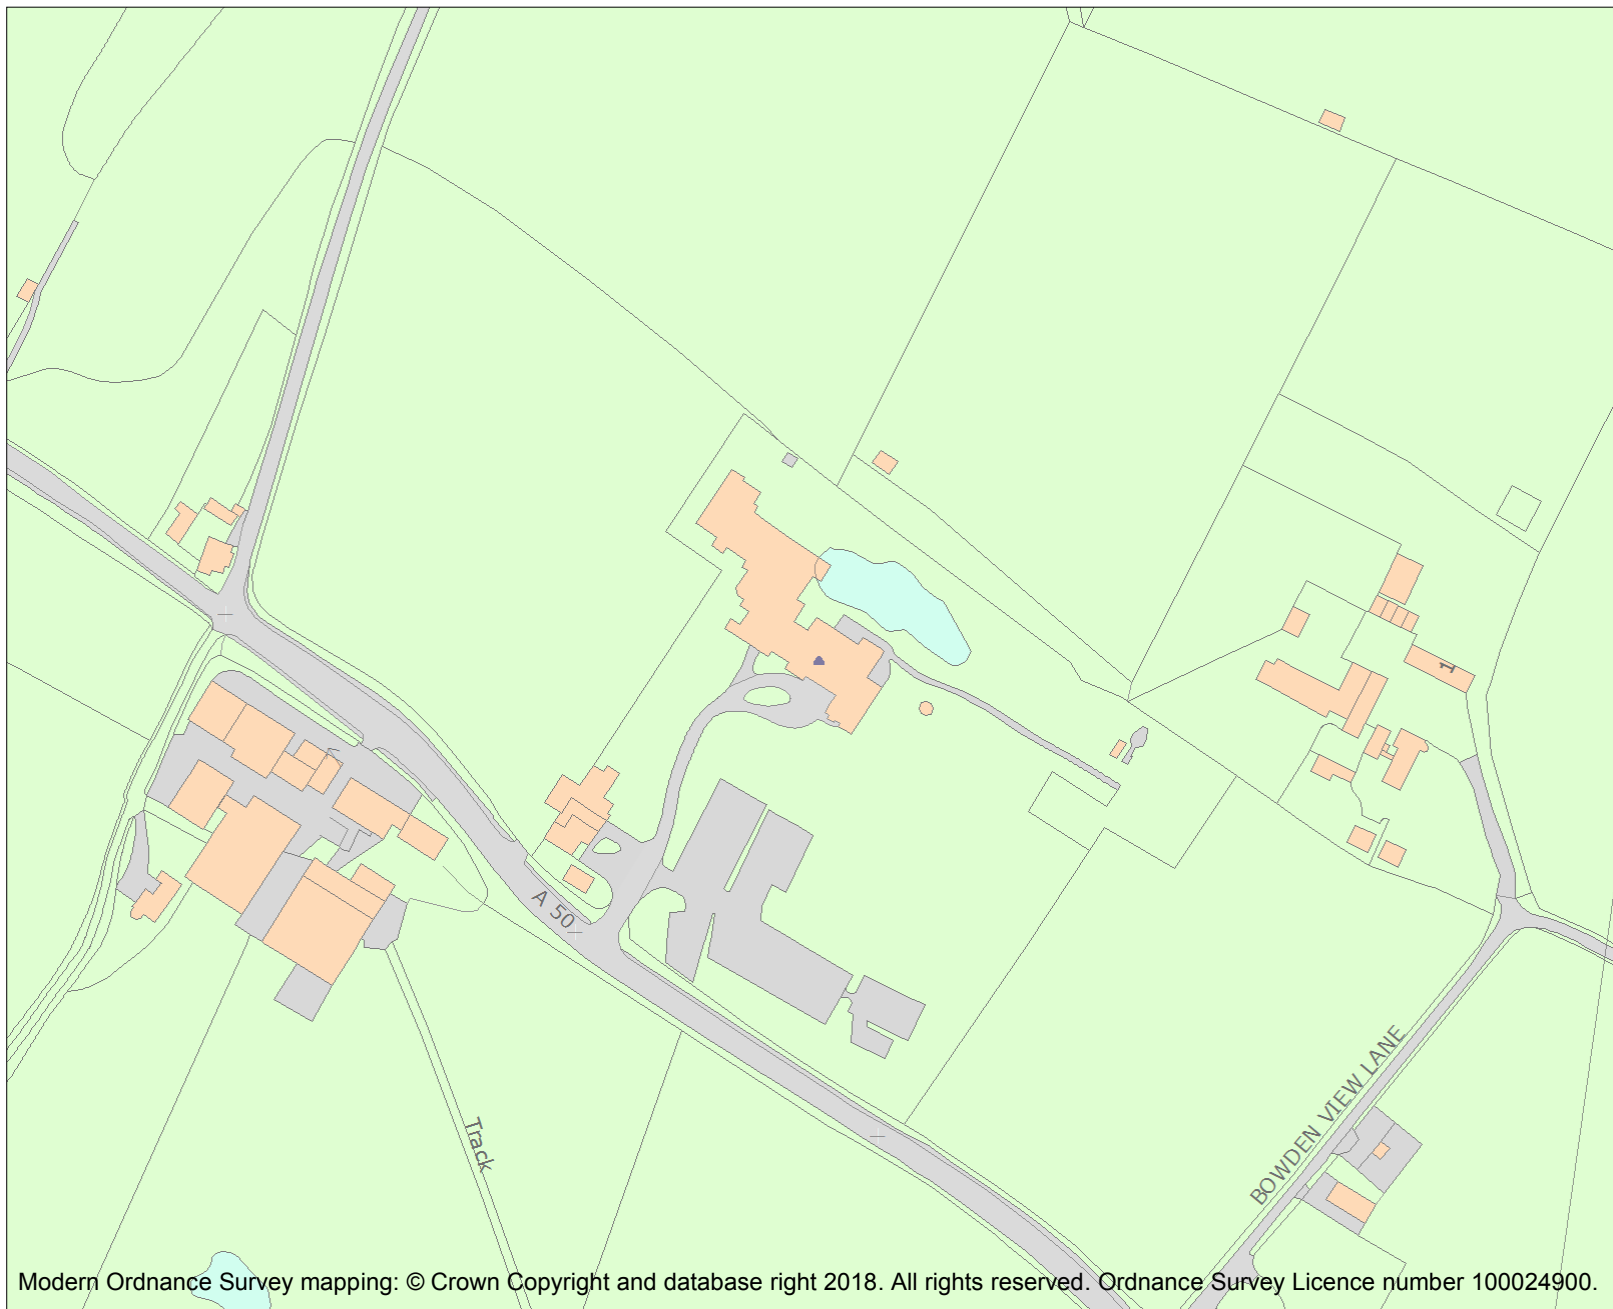 1
A 50
BOWDEN VIEW LANE
Track
Modern Ordnance Survey mapping: © Crown Copyright and database right 2018. All rights reserved. Ordnance Survey Licence number 100024900.